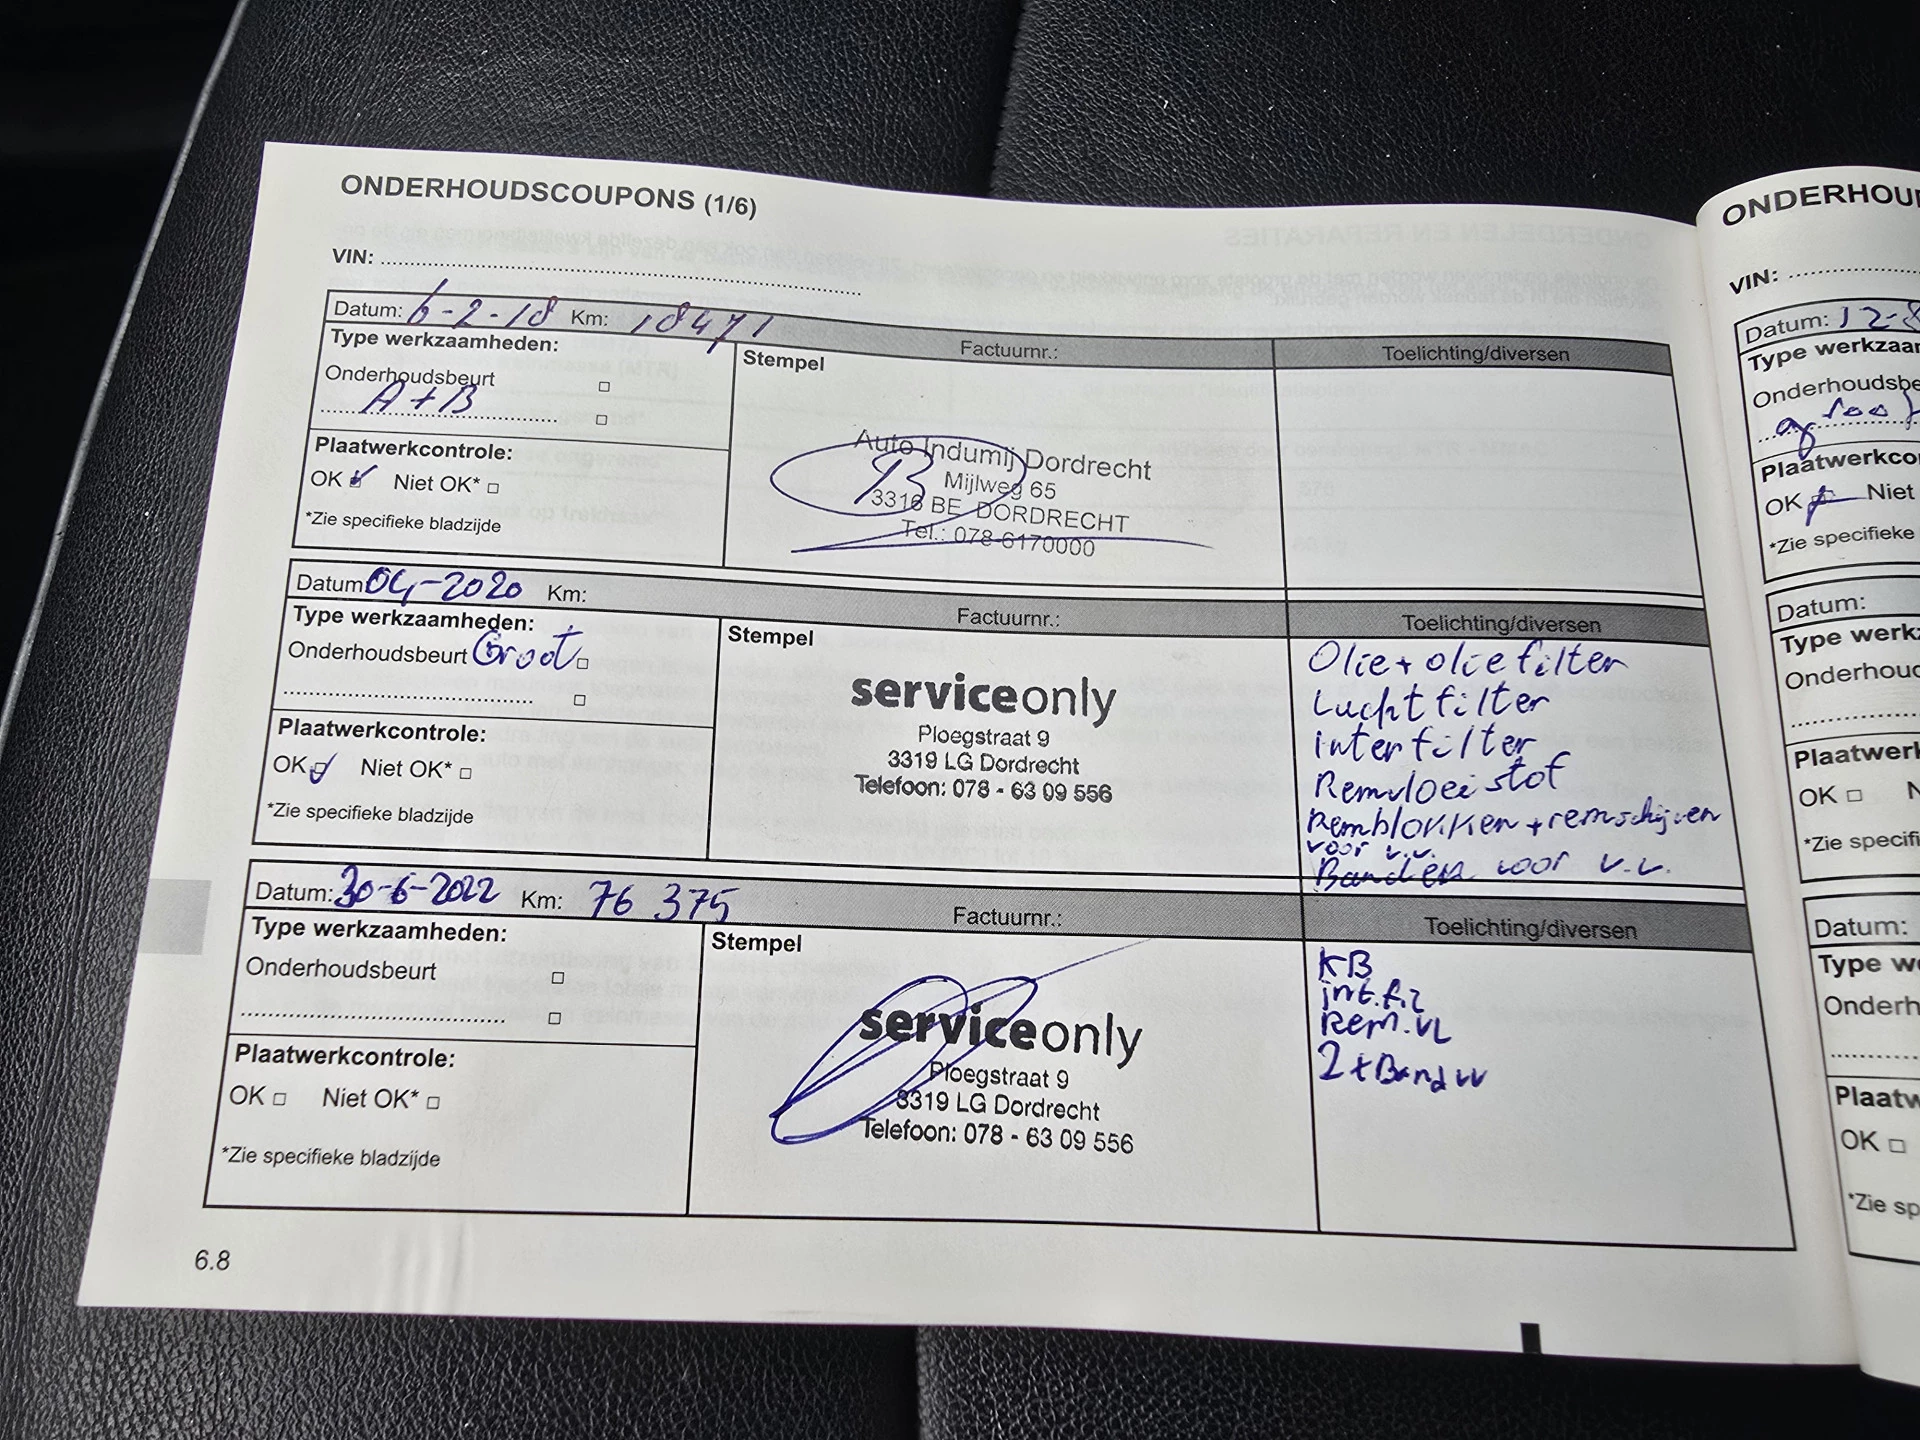 ONDERHOUDSCOUPONS (1/6)
VIN:
Datum: 6-2-18 Km: 18471
Factuurnr.:
Toelichting/diversen
Type werkzaamheden:
Stempel
Onderhoudsbeurt
A+B
Plaatwerkcontrole:
OK Niet OK*
*Zie specifieke bladzijde
Auto Indumij Dordrecht
Mijlweg 65
3316 BE DORDRECHT
Tel.: 078-6170000
Datum 04-2020 Km:
Factuurnr.:
Toelichting/diversen
Type werkzaamheden:
Stempel
Onderhoudsbeurt Groot
Plaatwerkcontrole:
OK Niet OK*
*Zie specifieke bladzijde
serviceonly
Ploegstraat 9
3319 LG Dordrecht
Telefoon: 078 - 63 09 556
Olie + oliefilter
Luchtfilter
interfilter
Remvloeistof
Remblokken + remschijven
voor v.v.
Banden voor v.v.
Datum: 30-6-2022 Km: 76 375
Factuurnr.:
Toelichting/diversen
Type werkzaamheden:
Stempel
Onderhoudsbeurt
Plaatwerkcontrole:
OK Niet OK*
*Zie specifieke bladzijde
serviceonly
Ploegstraat 9
3319 LG Dordrecht
Telefoon: 078 - 63 09 556
KB
int.fil
Rem.VL
6.8
ONDERHOU
VIN:
Datum: 12-8
Type werkzaa
Onderhoudsbe
groot
Plaatwerkco
OK Niet
*Zie specifieke
Datum:
Type werkz
Onderhoud
Plaatwerk
OK N
*Zie specifi
Datum:
Type we
Onderh
Plaatw
OK
*Zie sp